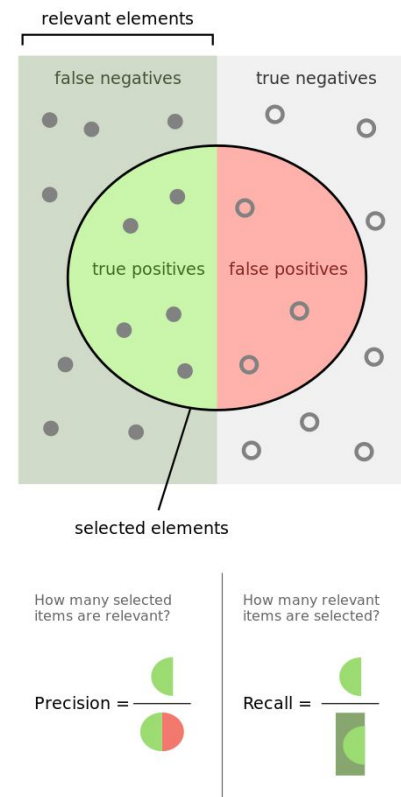 relevant elements
false negatives
true negatives
true positives
false positives
selected elements
How many selected
items are relevant?
How many relevant
items are selected?
Precision =
Recall =